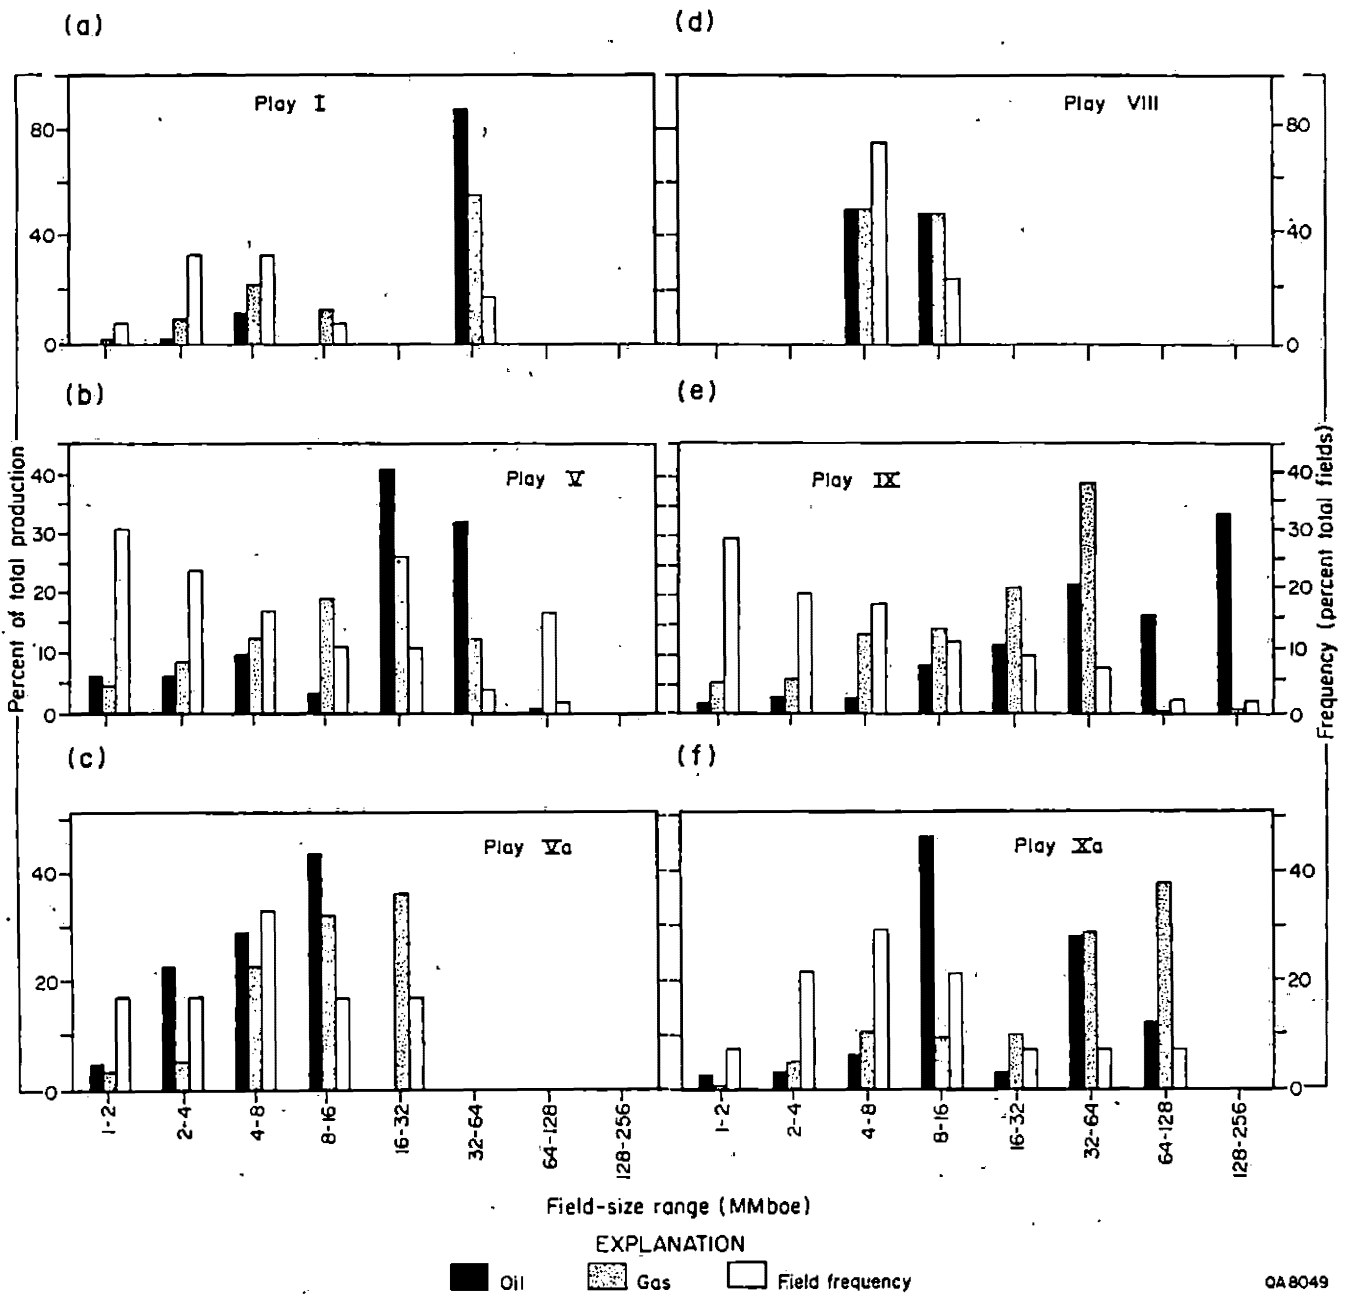 (a)
Play I
80
40
0
(d)
Play VIII
80
40
0
(b)
Play V
40
30
20
10
0
(e)
Play IX
40
30
20
10
0
(c)
Play Va
40
20
0
(f)
Play Xa
40
20
0
Percent of total production
Frequency (percent total fields)
1-2
2-4
4-8
8-16
16-32
32-64
64-128
128-256
1-2
2-4
4-8
8-16
16-32
32-64
64-128
128-256
Field-size range (MMboe)
EXPLANATION
Oil
Gas
Field frequency
QA8049